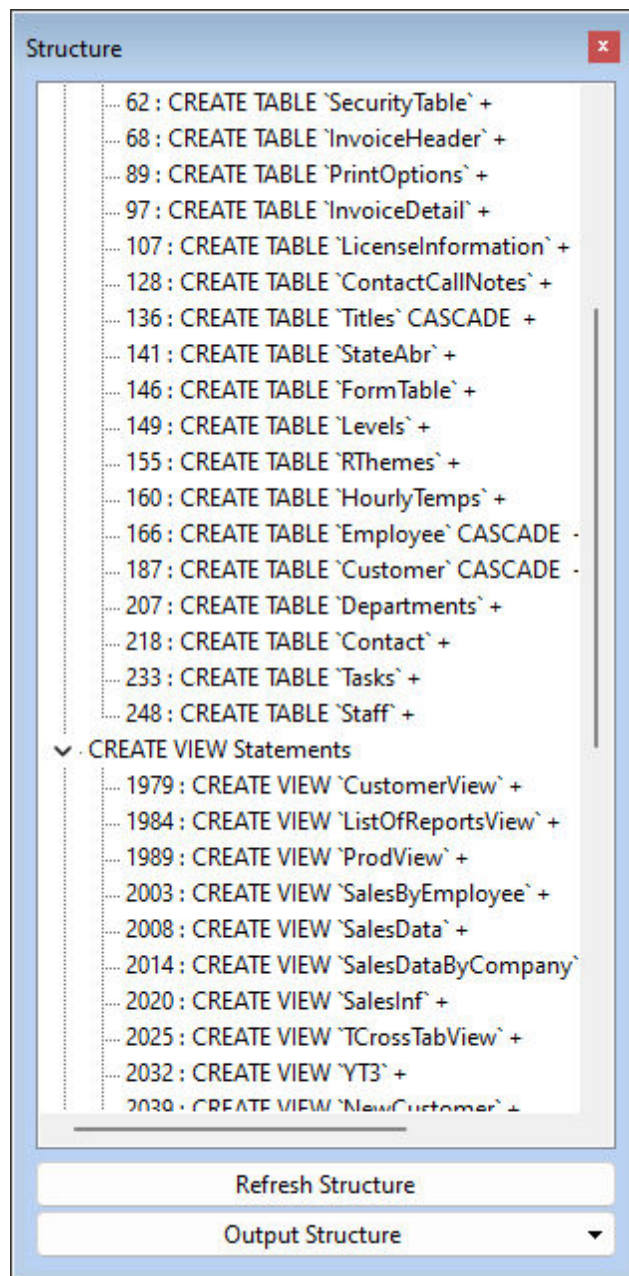 Structure
62 : CREATE TABLE `SecurityTable` +
68 : CREATE TABLE `InvoiceHeader` +
89 : CREATE TABLE `PrintOptions` +
97 : CREATE TABLE `InvoiceDetail` +
107 : CREATE TABLE `LicenseInformation` +
128 : CREATE TABLE `ContactCallNotes` +
136 : CREATE TABLE `Titles` CASCADE  +
141 : CREATE TABLE `StateAbr` +
146 : CREATE TABLE `FormTable` +
149 : CREATE TABLE `Levels` +
155 : CREATE TABLE `RThemes` +
160 : CREATE TABLE `HourlyTemps` +
166 : CREATE TABLE `Employee` CASCADE
187 : CREATE TABLE `Customer` CASCADE
207 : CREATE TABLE `Departments` +
218 : CREATE TABLE `Contact` +
233 : CREATE TABLE `Tasks` +
248 : CREATE TABLE `Staff` +
CREATE VIEW Statements
1979 : CREATE VIEW `CustomerView` +
1984 : CREATE VIEW `ListOfReportsView` +
1989 : CREATE VIEW `ProdView` +
2003 : CREATE VIEW `SalesByEmployee` +
2008 : CREATE VIEW `SalesData` +
2014 : CREATE VIEW `SalesDataByCompany`
2020 : CREATE VIEW `SalesInf` +
2025 : CREATE VIEW `TCrossTabView` +
2032 : CREATE VIEW `YT3` +
2039 : CREATE VIEW `NewCustomer` +
Refresh Structure
Output Structure